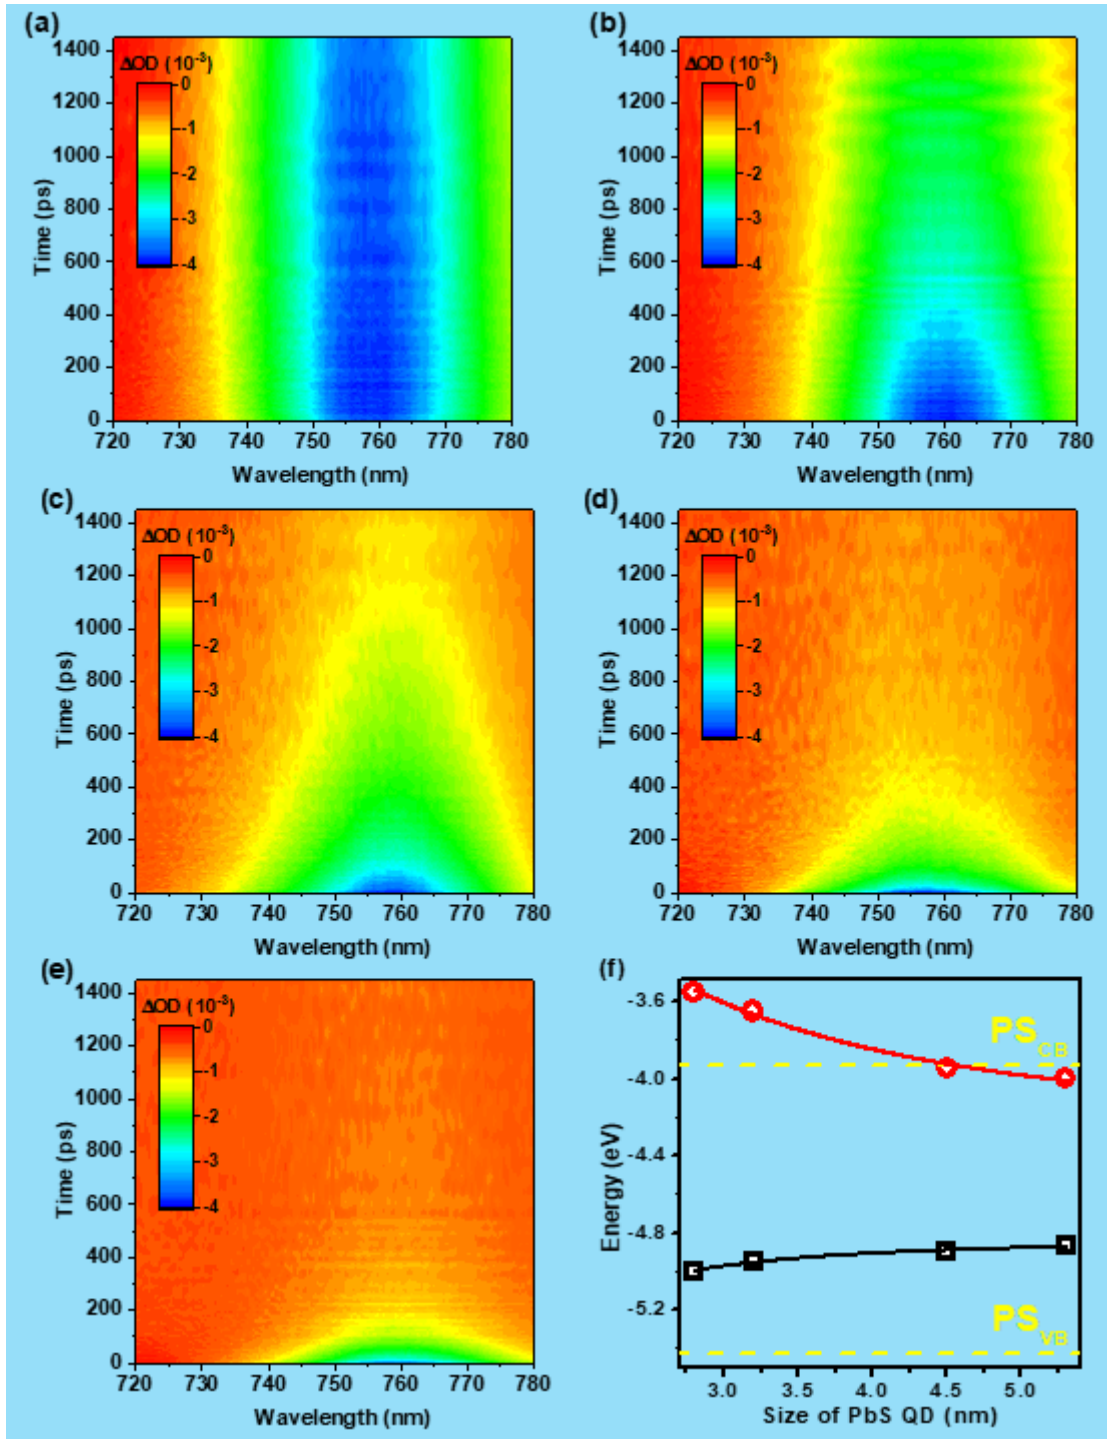 (a)
ΔOD (10⁻³)
0
-1
-2
-3
-4
1400
1200
1000
800
600
400
200
0
Time (ps)
720 730 740 750 760 770 780
Wavelength (nm)
(b)
ΔOD (10⁻³)
0
-1
-2
-3
-4
1400
1200
1000
800
600
400
200
0
Time (ps)
720 730 740 750 760 770 780
Wavelength (nm)
(c)
ΔOD (10⁻³)
0
-1
-2
-3
-4
1400
1200
1000
800
600
400
200
0
Time (ps)
720 730 740 750 760 770 780
Wavelength (nm)
(d)
ΔOD (10⁻³)
0
-1
-2
-3
-4
1400
1200
1000
800
600
400
200
0
Time (ps)
720 730 740 750 760 770 780
Wavelength (nm)
(e)
ΔOD (10⁻³)
0
-1
-2
-3
-4
1400
1200
1000
800
600
400
200
0
Time (ps)
720 730 740 750 760 770 780
Wavelength (nm)
(f)
-3.6
-4.0
-4.4
-4.8
-5.2
Energy (eV)
PS_CB
PS_VB
3.0 3.5 4.0 4.5 5.0
Size of PbS QD (nm)